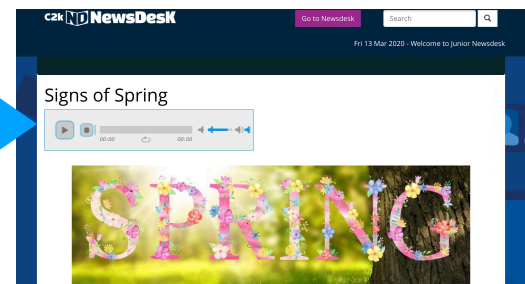 C2k ND NewsDesk
Go to Newsdesk
Search
Fri 13 Mar 2020 - Welcome to Junior Newsdesk
Signs of Spring
00:00 00:00
SPRING